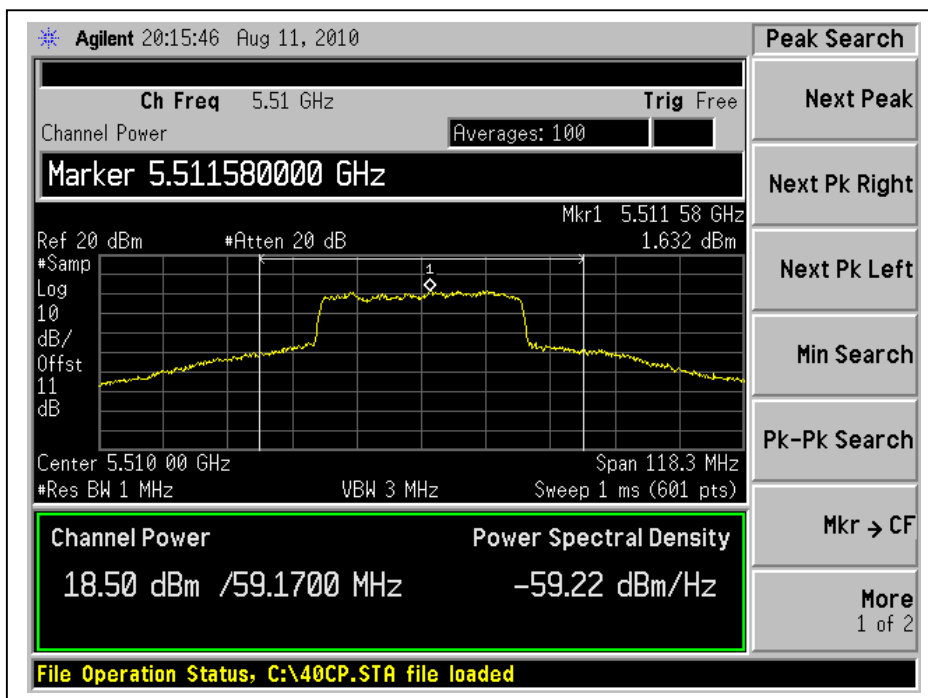 Agilent 20:15:46 Aug 11, 2010
Peak Search
Ch Freq 5.51 GHz Trig Free
Channel Power Averages: 100
Marker 5.511580000 GHz
Mkr1 5.511 58 GHz
Ref 20 dBm #Atten 20 dB 1.632 dBm
#Samp
Log
10
dB/
Offst
11
dB
1
Center 5.510 00 GHz Span 118.3 MHz
#Res BW 1 MHz VBW 3 MHz Sweep 1 ms (601 pts)
Channel Power Power Spectral Density
18.50 dBm /59.1700 MHz -59.22 dBm/Hz
File Operation Status, C:\40CP.STA file loaded
Next Peak
Next Pk Right
Next Pk Left
Min Search
Pk-Pk Search
Mkr → CF
More
1 of 2